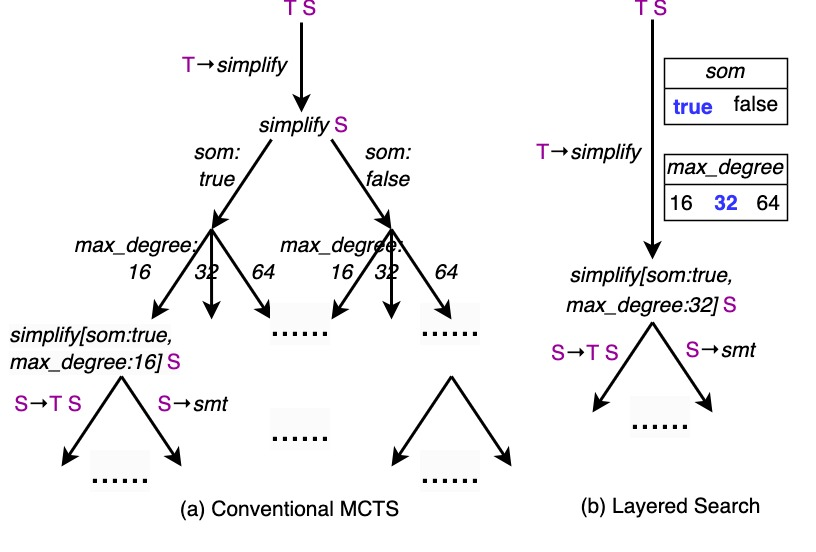 T S
T→simplify
simplify S
som:
true
som:
false
max_degree:
16 32 64
max_degree:
16 32 64
......
......
simplify[som:true,
max_degree:16] S
S→T S
S→smt
......
......
......
(a) Conventional MCTS
T S
som
true false
T→simplify
max_degree
16 32 64
simplify[som:true,
max_degree:32] S
S→T S
S→smt
......
(b) Layered Search